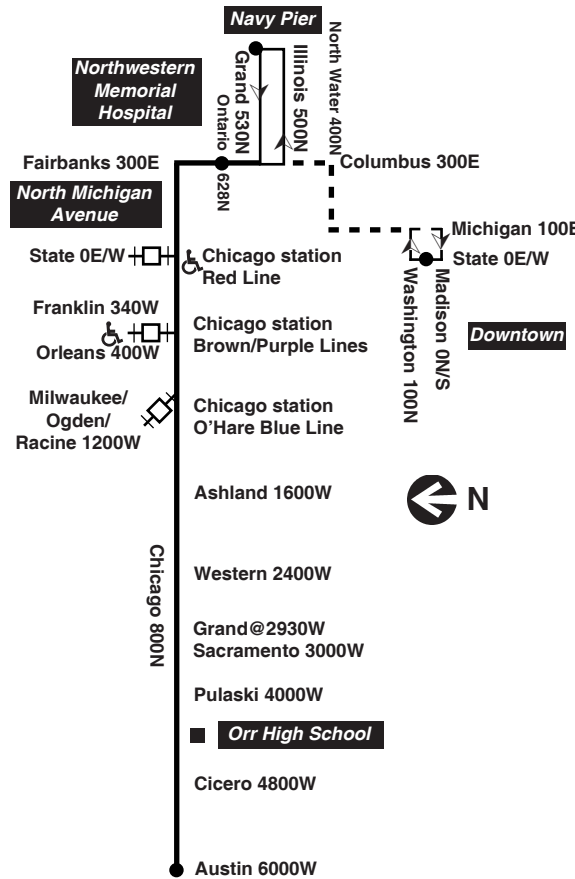 Navy Pier
Northwestern
Memorial
Hospital
Grand 530N
Illinois 500N
North Water 400N
Ontario
628N
Fairbanks 300E
Columbus 300E
North Michigan
Avenue
Michigan 100E
State 0E/W
Chicago station
Red Line
State 0E/W
Washington 100N
Madison 0N/S
Downtown
Franklin 340W
Orleans 400W
Chicago station
Brown/Purple Lines
Milwaukee/
Ogden/
Racine 1200W
Chicago station
O'Hare Blue Line
Ashland 1600W
N
Chicago 800N
Western 2400W
Grand@2930W
Sacramento 3000W
Pulaski 4000W
Orr High School
Cicero 4800W
Austin 6000W